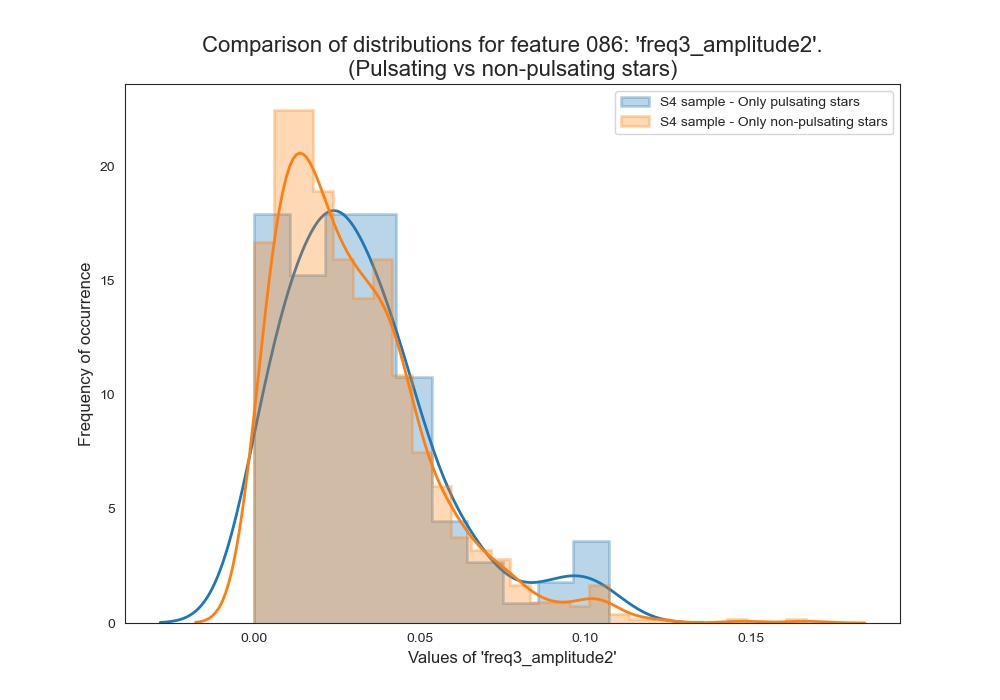 Comparison of distributions for feature 086: 'freq3_amplitude2'.
(Pulsating vs non-pulsating stars)
S4 sample - Only pulsating stars
S4 sample - Only non-pulsating stars
Frequency of occurrence
20
15
10
5
0
0.00 0.05 0.10 0.15
Values of 'freq3_amplitude2'